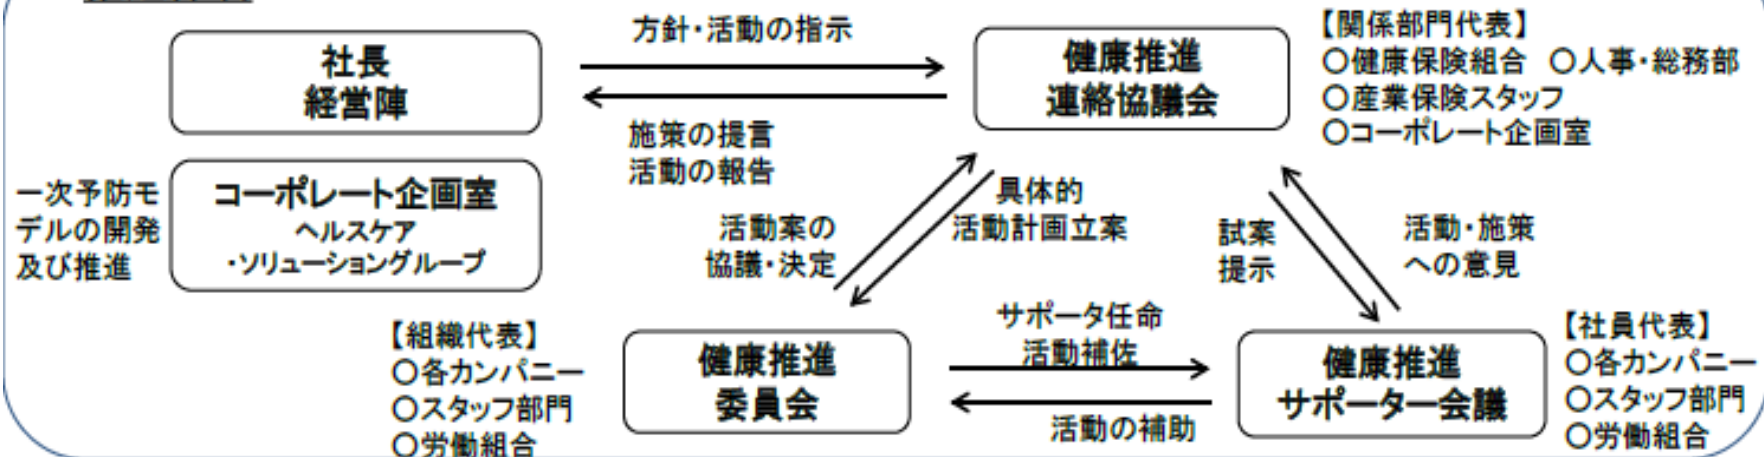 方針・活動の指示
社長
経営陣
健康推進
連絡協議会
【関係部門代表】
○健康保険組合 ○人事・総務部
○産業保険スタッフ
○コーポレート企画室
施策の提言
活動の報告
一次予防モ
デルの開発
及び推進
コーポレート企画室
ヘルスケア
・ソリューショングループ
活動案の
協議・決定
具体的
活動計画立案
試案
提示
活動・施策
への意見
【組織代表】
○各カンパニー
○スタッフ部門
○労働組合
健康推進
委員会
サポータ任命
活動補佐
活動の補助
健康推進
サポーター会議
【社員代表】
○各カンパニー
○スタッフ部門
○労働組合